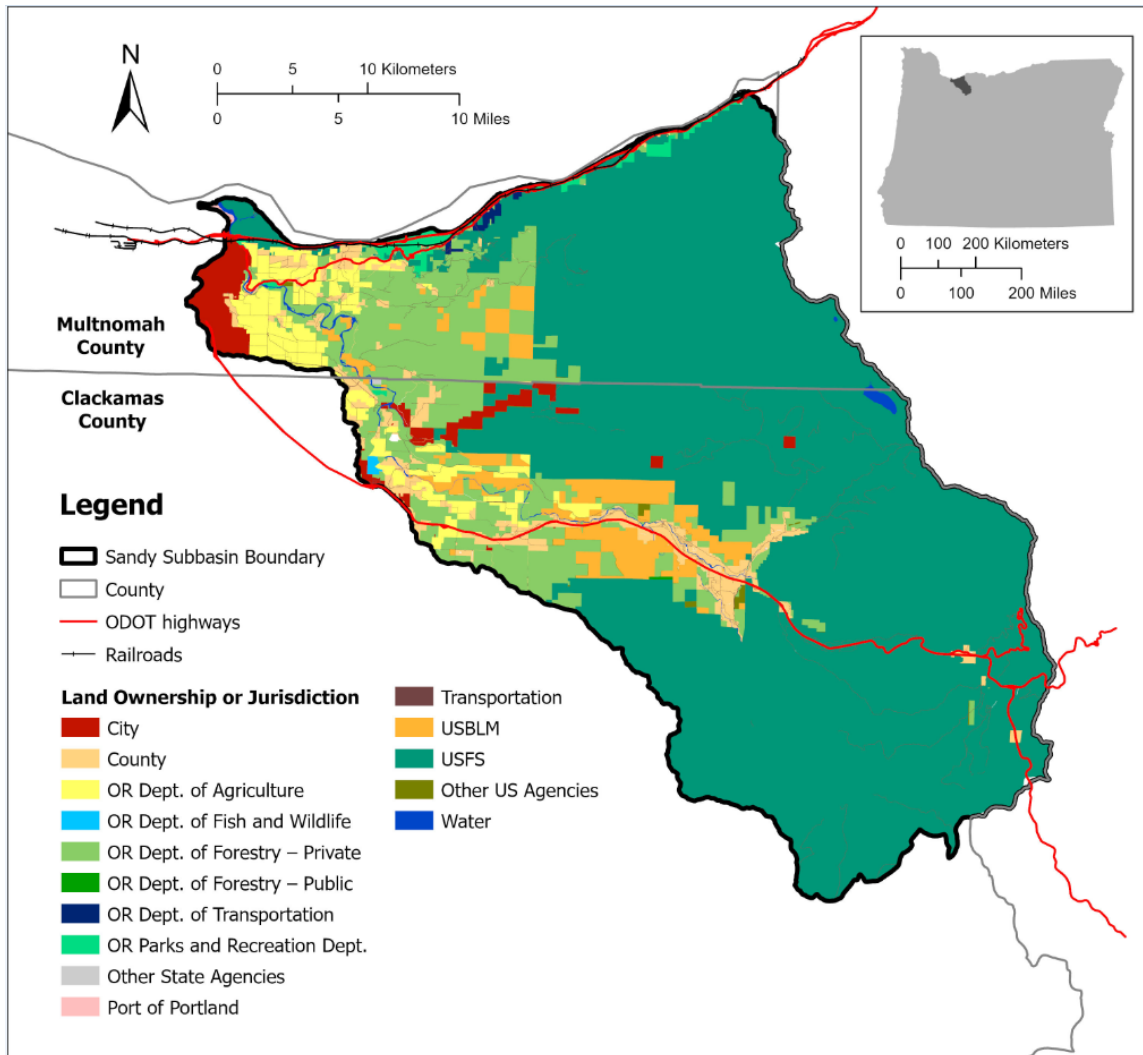 N
0 5 10 Kilometers
0 5 10 Miles
0 100 200 Kilometers
0 100 200 Miles
Multnomah
County
Clackamas
County
Legend
Sandy Subbasin Boundary
County
ODOT highways
Railroads
Land Ownership or Jurisdiction
City
County
OR Dept. of Agriculture
OR Dept. of Fish and Wildlife
OR Dept. of Forestry – Private
OR Dept. of Forestry – Public
OR Dept. of Transportation
OR Parks and Recreation Dept.
Other State Agencies
Port of Portland
Transportation
USBLM
USFS
Other US Agencies
Water